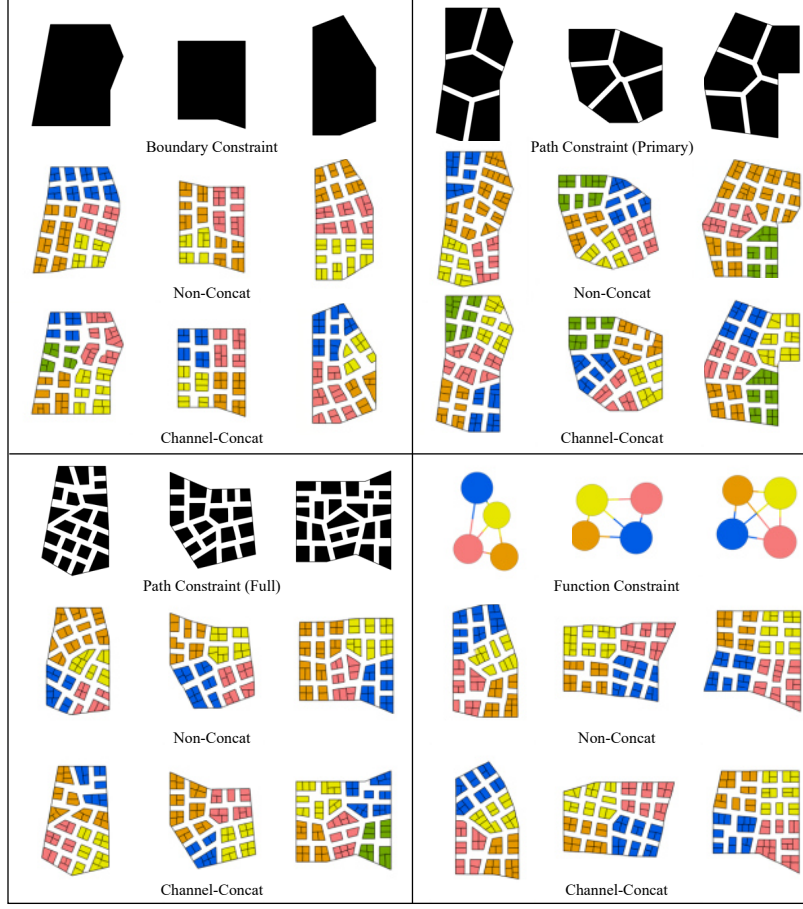 Boundary Constraint
Non-Concat
Channel-Concat
Path Constraint (Primary)
Non-Concat
Channel-Concat
Path Constraint (Full)
Non-Concat
Channel-Concat
Function Constraint
Non-Concat
Channel-Concat